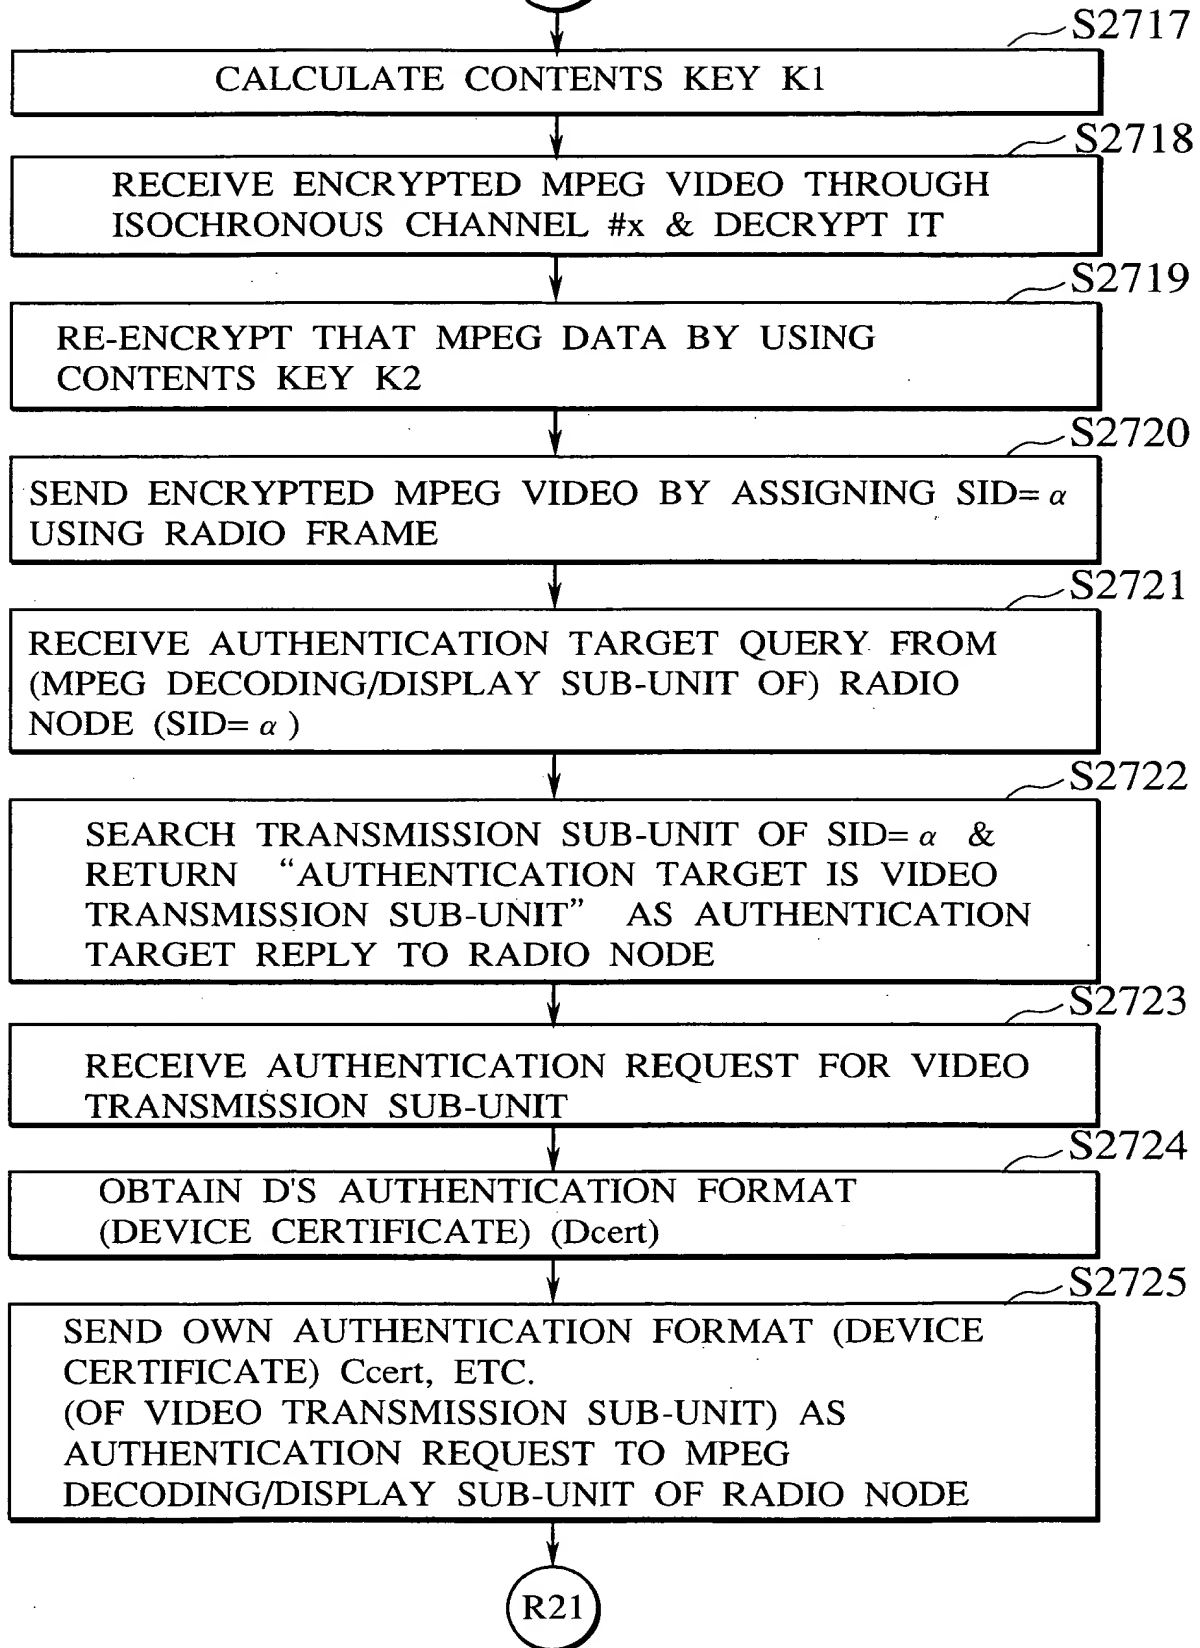 S2717
CALCULATE CONTENTS KEY K1
S2718
RECEIVE ENCRYPTED MPEG VIDEO THROUGH
ISOCHRONOUS CHANNEL #x & DECRYPT IT
S2719
RE-ENCRYPT THAT MPEG DATA BY USING
CONTENTS KEY K2
S2720
SEND ENCRYPTED MPEG VIDEO BY ASSIGNING SID= α
USING RADIO FRAME
S2721
RECEIVE AUTHENTICATION TARGET QUERY FROM
(MPEG DECODING/DISPLAY SUB-UNIT OF) RADIO
NODE (SID= α )
S2722
SEARCH TRANSMISSION SUB-UNIT OF SID= α &
RETURN “AUTHENTICATION TARGET IS VIDEO
TRANSMISSION SUB-UNIT” AS AUTHENTICATION
TARGET REPLY TO RADIO NODE
S2723
RECEIVE AUTHENTICATION REQUEST FOR VIDEO
TRANSMISSION SUB-UNIT
S2724
OBTAIN D'S AUTHENTICATION FORMAT
(DEVICE CERTIFICATE) (Dcert)
S2725
SEND OWN AUTHENTICATION FORMAT (DEVICE
CERTIFICATE) Ccert, ETC.
(OF VIDEO TRANSMISSION SUB-UNIT) AS
AUTHENTICATION REQUEST TO MPEG
DECODING/DISPLAY SUB-UNIT OF RADIO NODE
R21